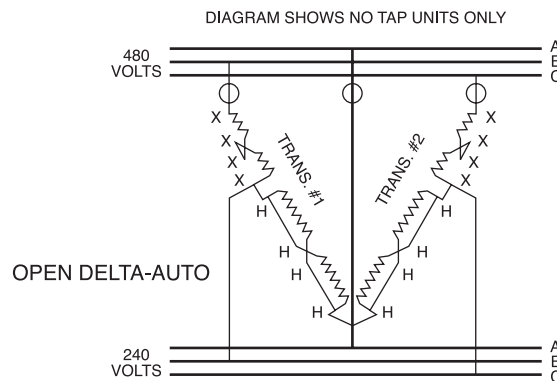 DIAGRAM SHOWS NO TAP UNITS ONLY
480
VOLTS
A
B
C
X
X
X
X
TRANS. #1
H
H
H
H
X
X
X
X
TRANS. #2
H
H
H
H
OPEN DELTA-AUTO
240
VOLTS
A
B
C